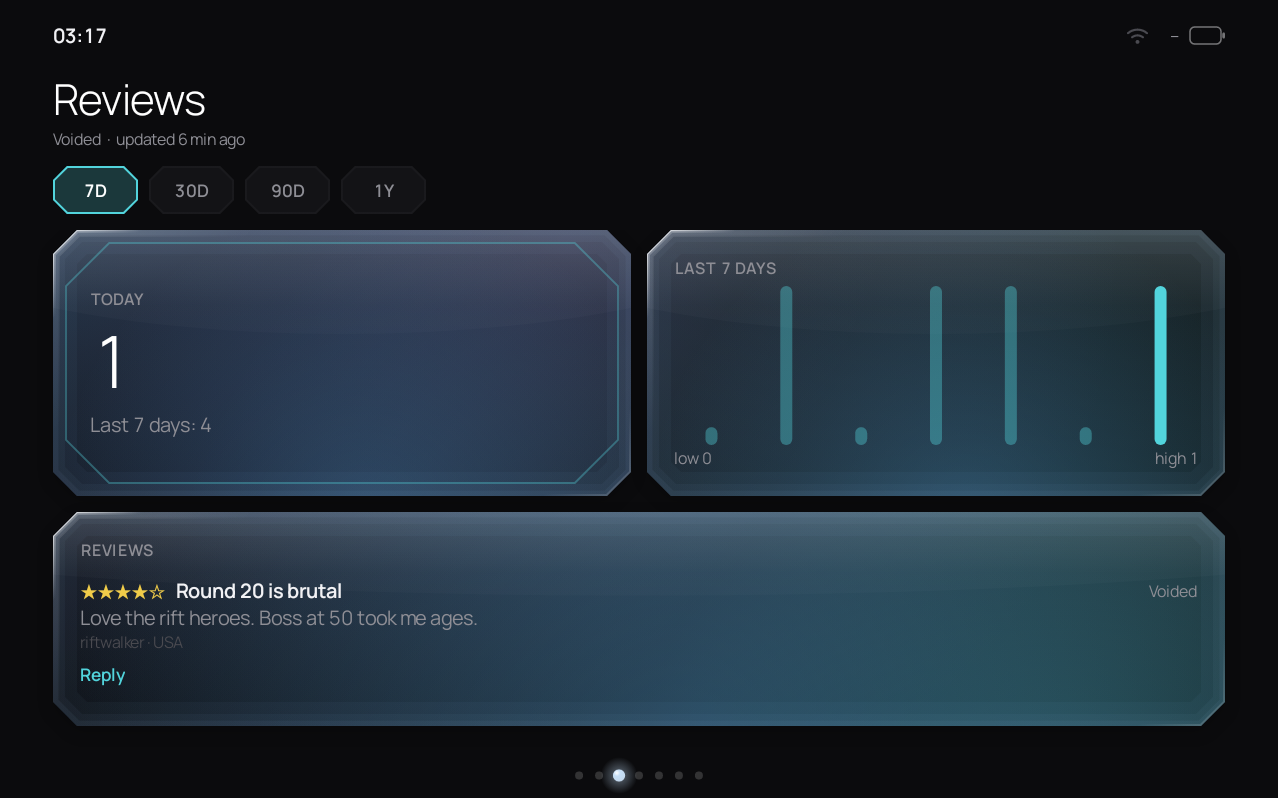 03:17
–
Reviews
Voided · updated 6 min ago
7D 30D 90D 1Y
TODAY
1
Last 7 days: 4
LAST 7 DAYS
low 0 high 1
REVIEWS
★★★★☆ Round 20 is brutal Voided
Love the rift heroes. Boss at 50 took me ages.
riftwalker · USA
Reply